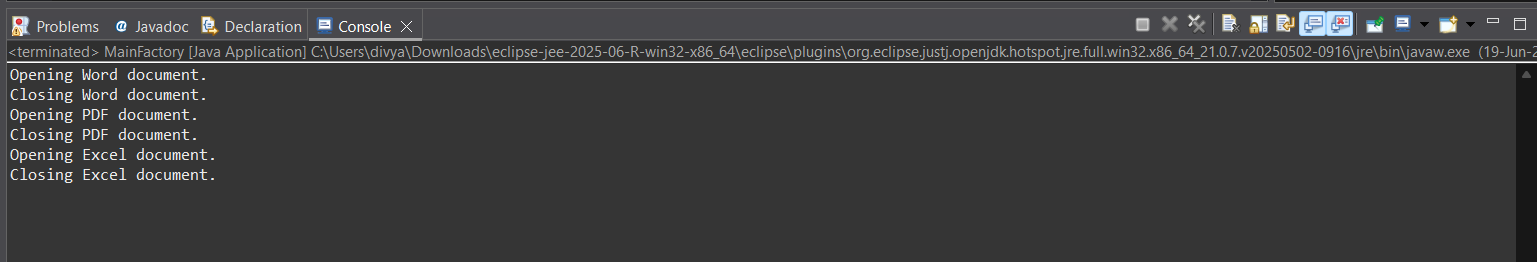 Problems @ Javadoc Declaration Console
<terminated> MainFactory [Java Application] C:\Users\divya\Downloads\eclipse-jee-2025-06-R-win32-x86_64\eclipse\plugins\org.eclipse.justj.openjdk.hotspot.jre.full.win32.x86_64_21.0.7.v20250502-0916\jre\bin\javaw.exe (19-Jun-2
Opening Word document.
Closing Word document.
Opening PDF document.
Closing PDF document.
Opening Excel document.
Closing Excel document.